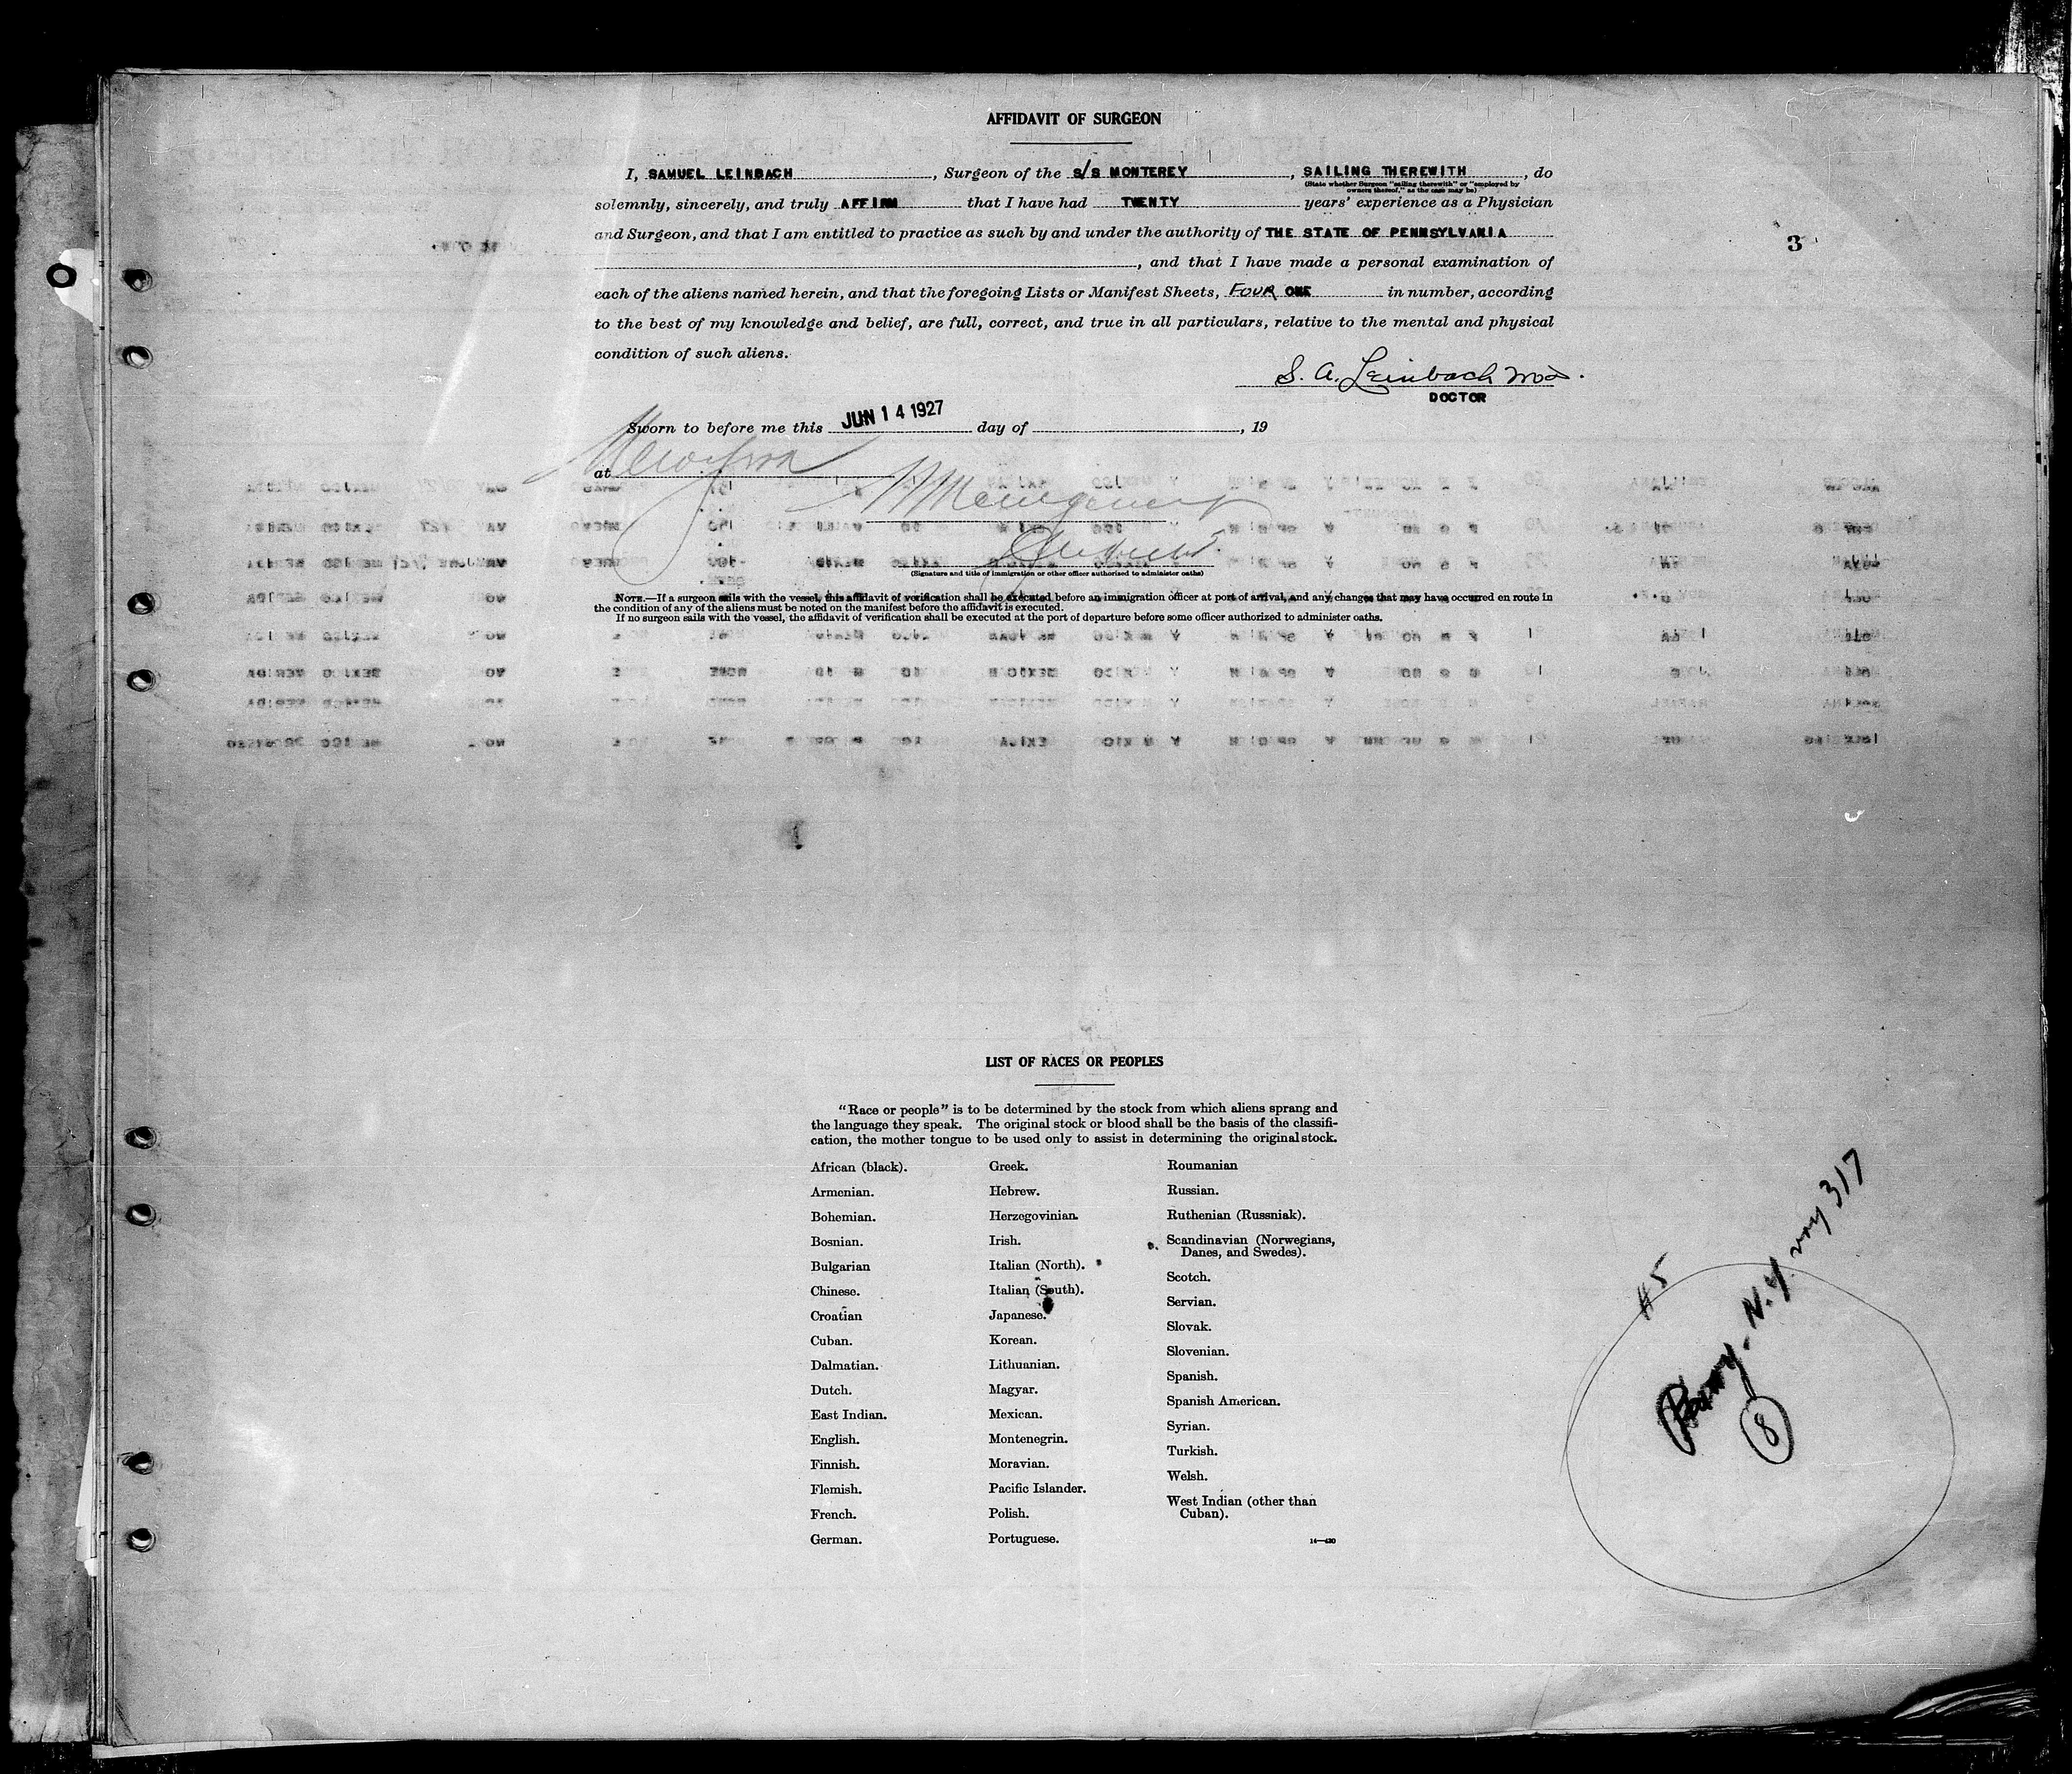 AFFIDAVIT OF SURGEON
I, SAMUEL LEINBACH, Surgeon of the S/S MONTEREY, SAILING THEREWITH, do
(State whether Surgeon "sailing therewith" or "employed by
owners thereof," as the case may be)
solemnly, sincerely, and truly AFFIRM that I have had TWENTY years' experience as a Physician
and Surgeon, and that I am entitled to practice as such by and under the authority of THE STATE OF PENNSYLVANIA
3
, and that I have made a personal examination of
each of the aliens named herein, and that the foregoing Lists or Manifest Sheets, FOUR ONE in number, according
to the best of my knowledge and belief, are full, correct, and true in all particulars, relative to the mental and physical
condition of such aliens.
S. A. Leinbach MD.
DOCTOR
Sworn to before me this JUN 14 1927 day of , 19
at New York
(Signature and title of immigration or other officer authorized to administer oaths)
NOTE.—If a surgeon sails with the vessel, this affidavit of verification shall be executed before an immigration officer at port of arrival, and any changes that may have occurred en route in
the condition of any of the aliens must be noted on the manifest before the affidavit is executed.
If no surgeon sails with the vessel, the affidavit of verification shall be executed at the port of departure before some officer authorized to administer oaths.
LIST OF RACES OR PEOPLES
"Race or people" is to be determined by the stock from which aliens sprang and
the language they speak. The original stock or blood shall be the basis of the classifi-
cation, the mother tongue to be used only to assist in determining the original stock.
African (black).
Armenian.
Bohemian.
Bosnian.
Bulgarian
Chinese.
Croatian
Cuban.
Dalmatian.
Dutch.
East Indian.
English.
Finnish.
Flemish.
French.
German.
Greek.
Hebrew.
Herzegovinian.
Irish.
Italian (North).
Italian (South).
Japanese.
Korean.
Lithuanian.
Magyar.
Mexican.
Montenegrin.
Moravian.
Pacific Islander.
Polish.
Portuguese.
Roumanian
Russian.
Ruthenian (Russniak).
Scandinavian (Norwegians,
Danes, and Swedes).
Scotch.
Servian.
Slovak.
Slovenian.
Spanish.
Spanish American.
Syrian.
Turkish.
Welsh.
West Indian (other than
Cuban).
14—430
#5
N.Y. voy 317
8